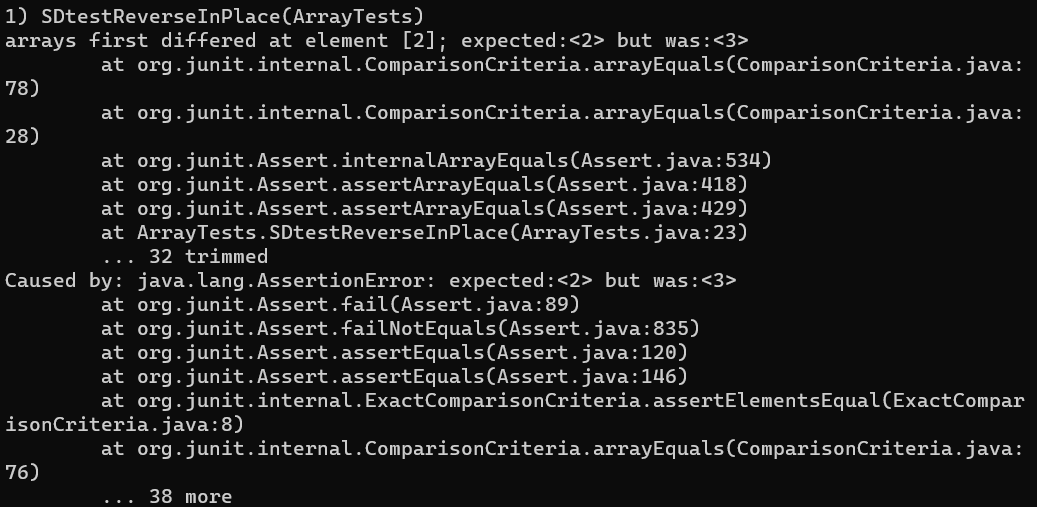 1) SDtestReverseInPlace(ArrayTests)
arrays first differed at element [2]; expected:<2> but was:<3>
        at org.junit.internal.ComparisonCriteria.arrayEquals(ComparisonCriteria.java:
78)
        at org.junit.internal.ComparisonCriteria.arrayEquals(ComparisonCriteria.java:
28)
        at org.junit.Assert.internalArrayEquals(Assert.java:534)
        at org.junit.Assert.assertArrayEquals(Assert.java:418)
        at org.junit.Assert.assertArrayEquals(Assert.java:429)
        at ArrayTests.SDtestReverseInPlace(ArrayTests.java:23)
        ... 32 trimmed
Caused by: java.lang.AssertionError: expected:<2> but was:<3>
        at org.junit.Assert.fail(Assert.java:89)
        at org.junit.Assert.failNotEquals(Assert.java:835)
        at org.junit.Assert.assertEquals(Assert.java:120)
        at org.junit.Assert.assertEquals(Assert.java:146)
        at org.junit.internal.ExactComparisonCriteria.assertElementsEqual(ExactCompar
isonCriteria.java:8)
        at org.junit.internal.ComparisonCriteria.arrayEquals(ComparisonCriteria.java:
76)
        ... 38 more